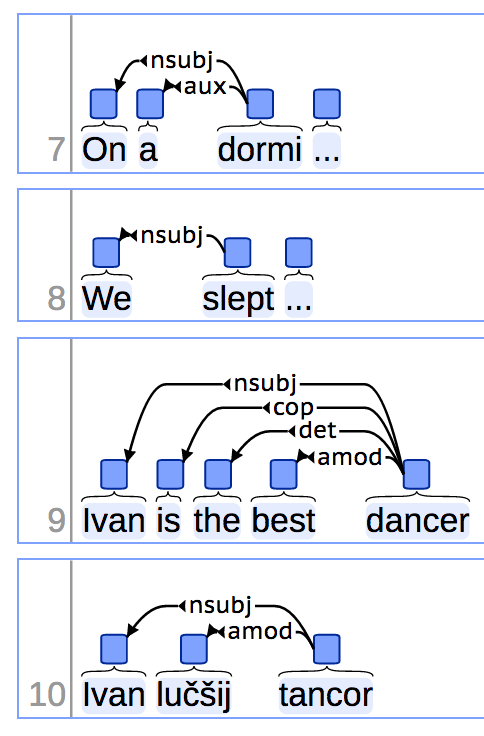 nsubj
aux
7 On a dormi ...
nsubj
8 We slept ...
nsubj
cop
det
amod
9 Ivan is the best dancer
nsubj
amod
10 Ivan lučšij tancor